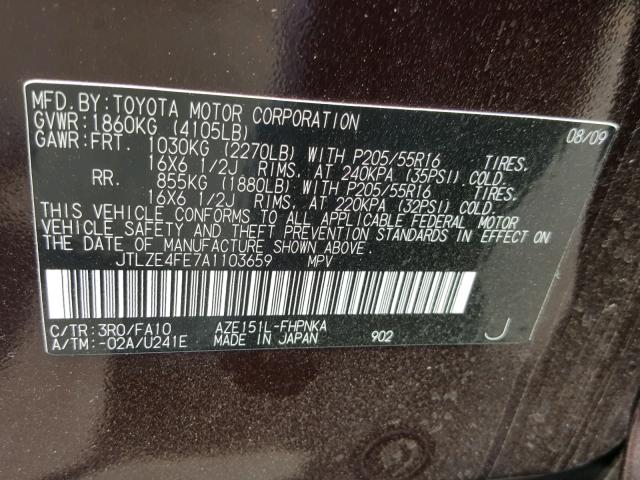 MFD. BY: TOYOTA MOTOR CORPORATION 08/09
GVWR: 1860KG (4105LB)
GAWR: FRT. 1030KG (2270LB) WITH P205/55R16 TIRES.
16X6 1/2J RIMS. AT 240KPA (35PSI) COLD.
RR. 855KG (1880LB) WITH P205/55R16 TIRES.
16X6 1/2J RIMS. AT 220KPA (32PSI) COLD.
THIS VEHICLE CONFORMS TO ALL APPLICABLE FEDERAL MOTOR
VEHICLE SAFETY AND THEFT PREVENTION STANDARDS IN EFFECT ON
THE DATE OF MANUFACTURE SHOWN ABOVE.
JTLZE4FE7A1103659 MPV
C/TR: 3R0/FA10 AZE151L-FHPNKA
A/TM: -02A/U241E MADE IN JAPAN 902 J